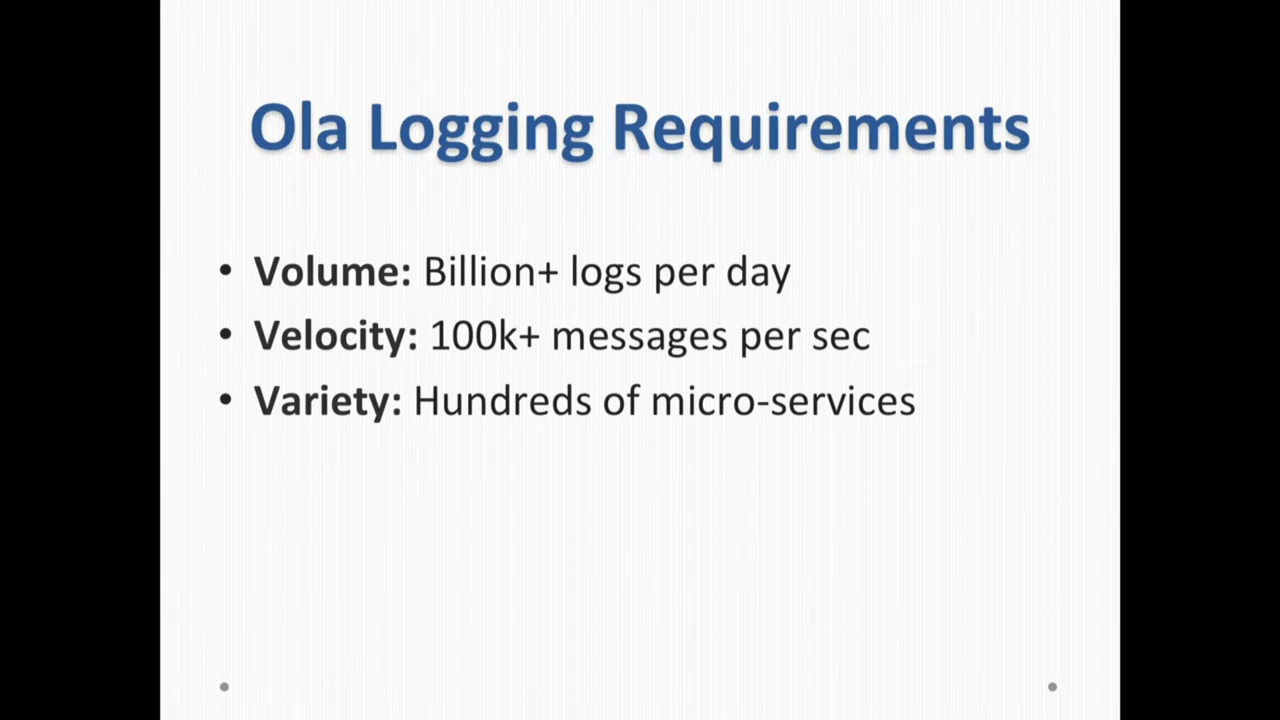 Ola Logging Requirements
• Volume: Billion+ logs per day
• Velocity: 100k+ messages per sec
• Variety: Hundreds of micro-services